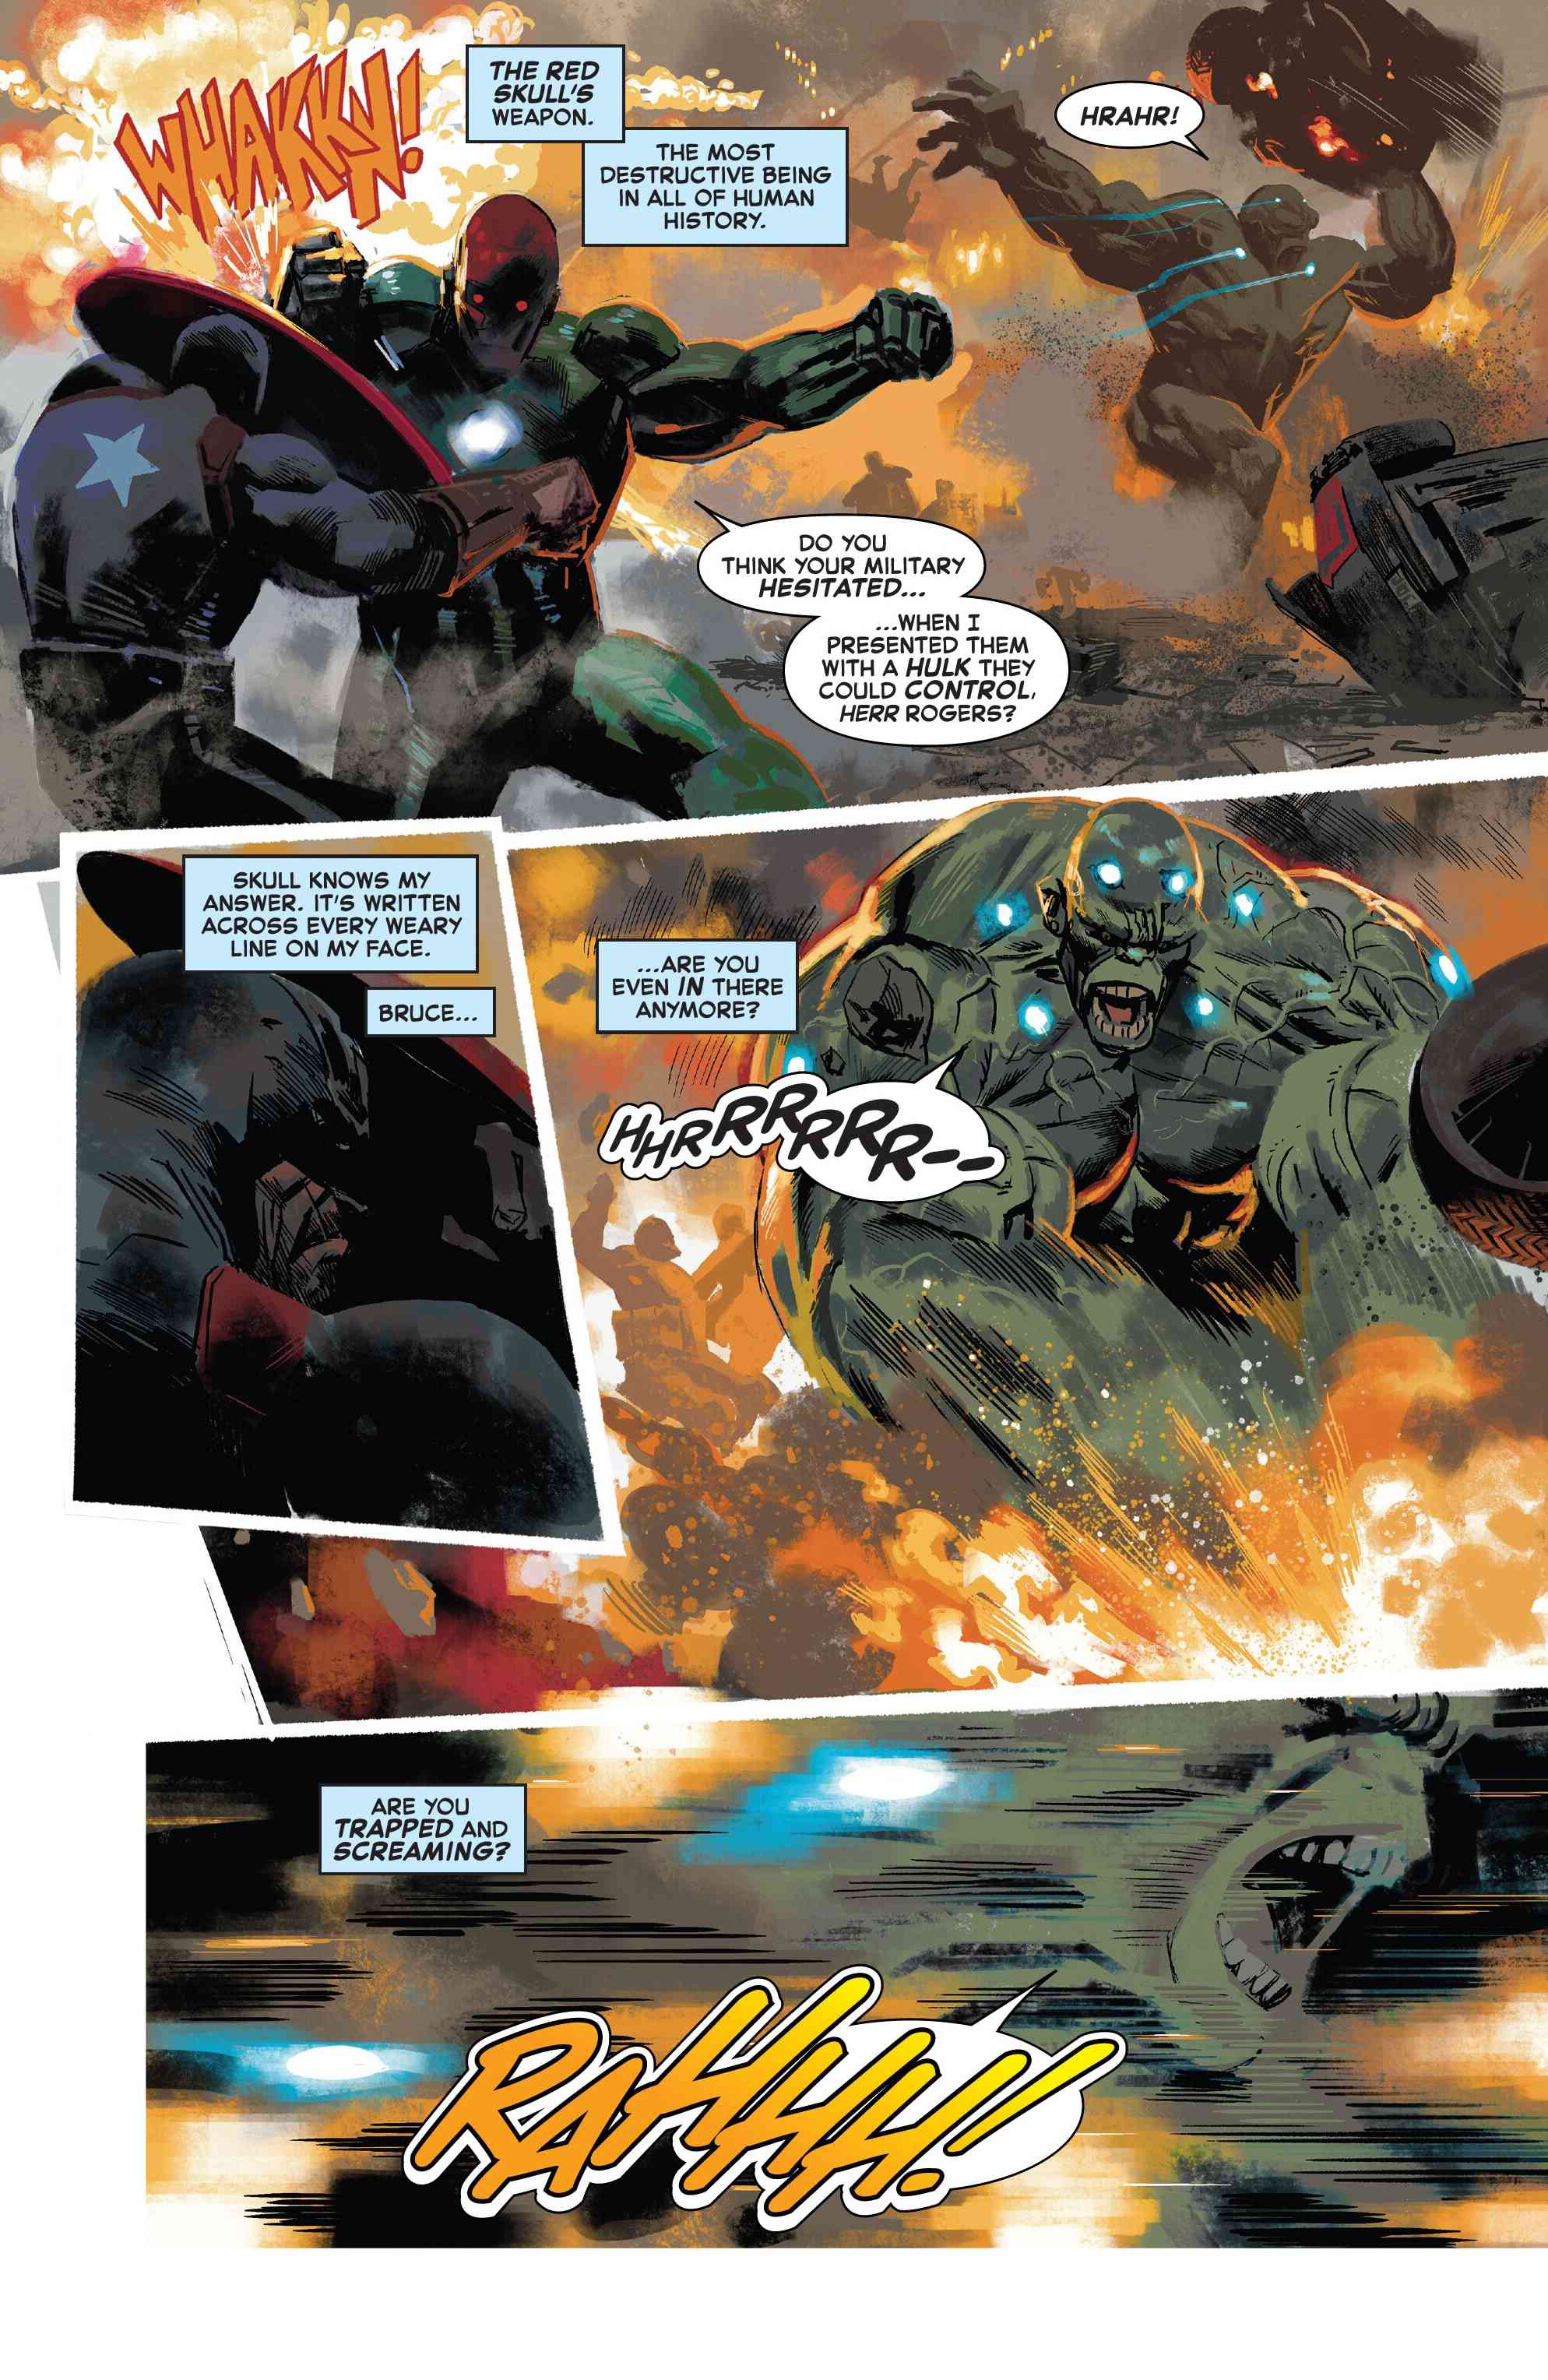 WHAKKN!
THE RED
SKULL'S
WEAPON.
THE MOST
DESTRUCTIVE BEING
IN ALL OF HUMAN
HISTORY.
HRAHR!
DO YOU
THINK YOUR MILITARY
HESITATED...
...WHEN I
PRESENTED THEM
WITH A HULK THEY
COULD CONTROL,
HERR ROGERS?
SKULL KNOWS MY
ANSWER. IT'S WRITTEN
ACROSS EVERY WEARY
LINE ON MY FACE.
BRUCE...
...ARE YOU
EVEN IN THERE
ANYMORE?
HHRRRRRR--
ARE YOU
TRAPPED AND
SCREAMING?
RAHHH!